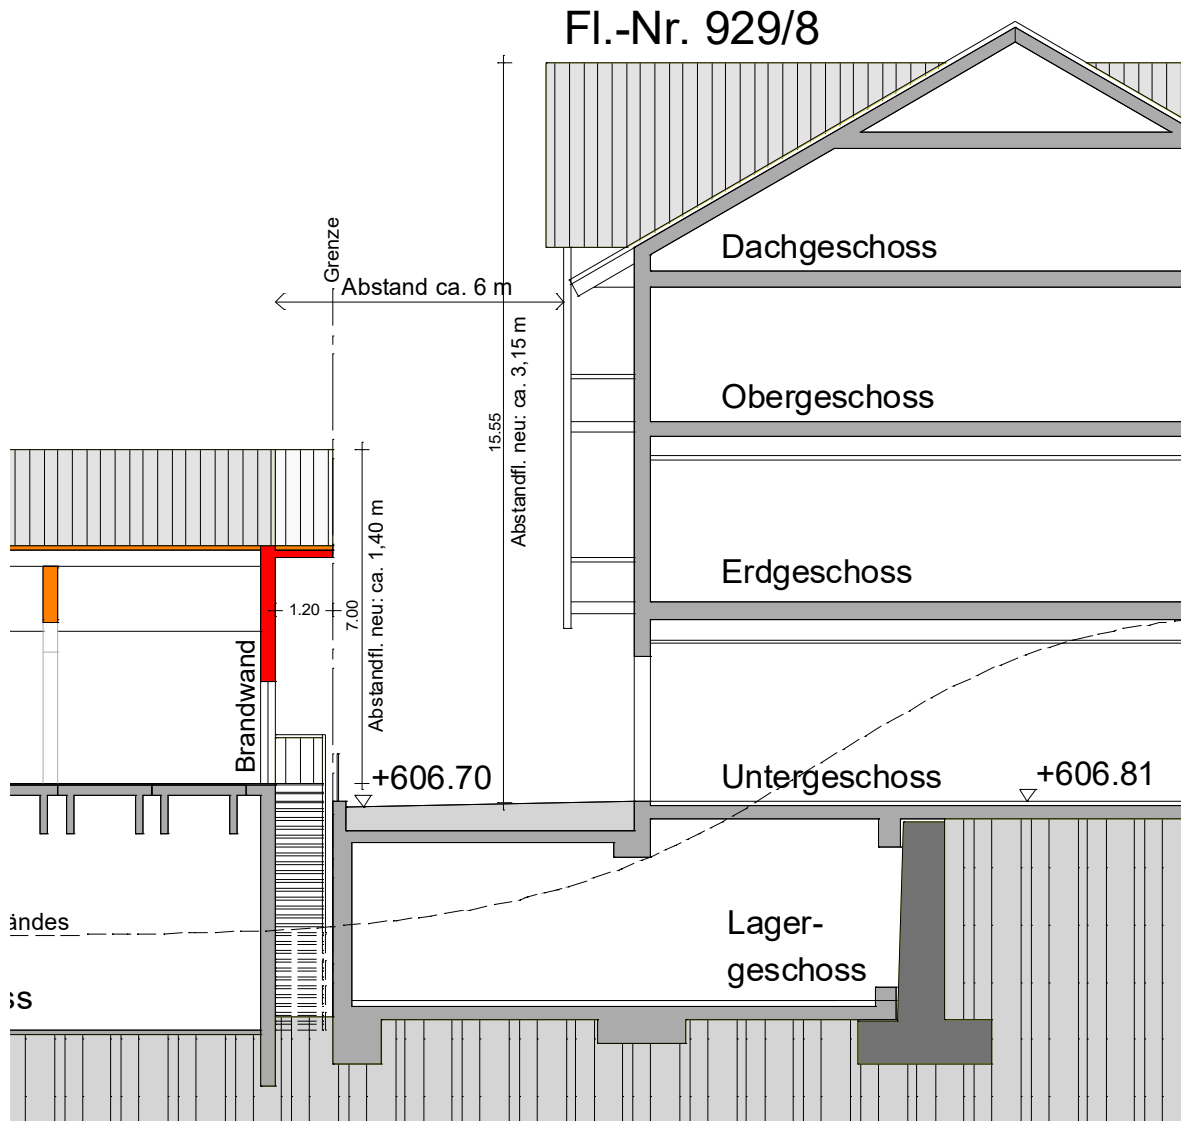 Fl.-Nr. 929/8
Grenze
Dachgeschoss
Abstand ca. 6 m
15.55
Abstandfl. neu: ca. 3,15 m
Obergeschoss
Erdgeschoss
1.20
7.00
Abstandfl. neu: ca. 1,40 m
Brandwand
+606.70
Untergeschoss
+606.81
ändes
Lager-
geschoss
ss